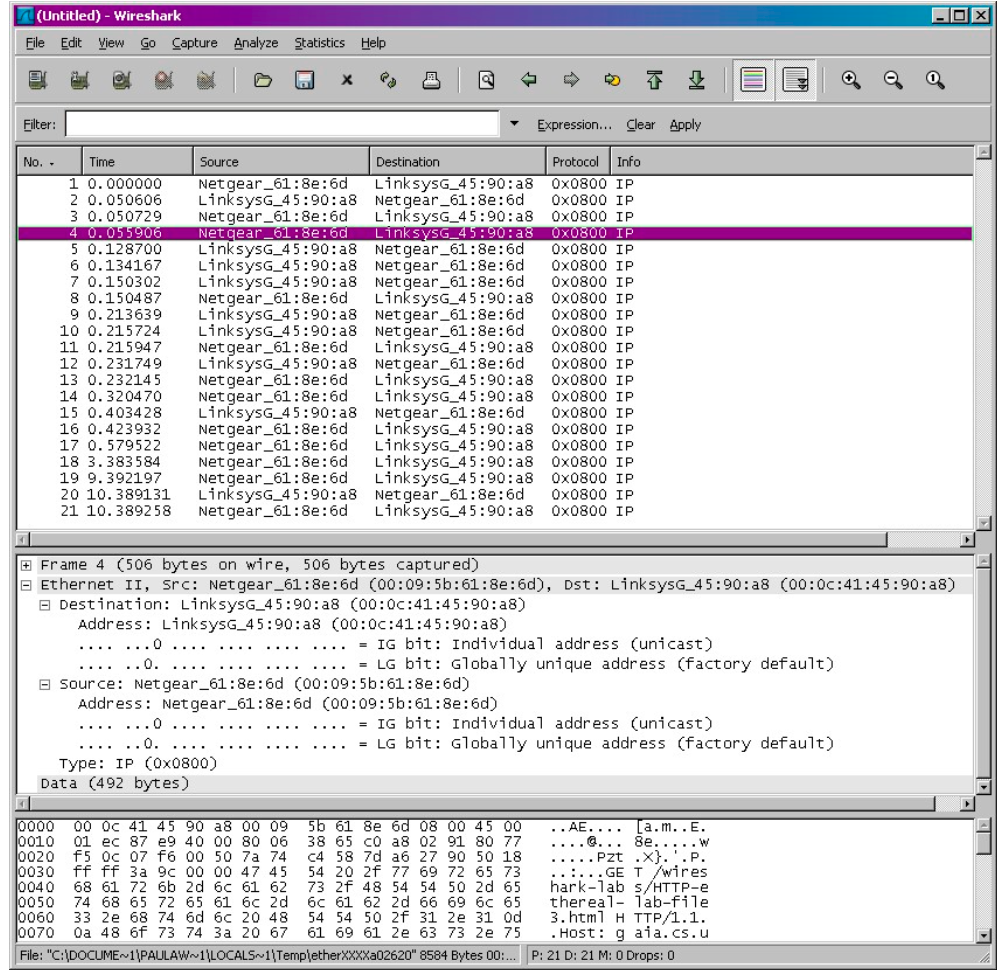 (Untitled) - Wireshark
File Edit View Go Capture Analyze Statistics Help
Filter: Expression... Clear Apply
No. - Time Source Destination Protocol Info
1 0.000000 Netgear_61:8e:6d LinksysG_45:90:a8 0x0800 IP
2 0.050606 LinksysG_45:90:a8 Netgear_61:8e:6d 0x0800 IP
3 0.050729 Netgear_61:8e:6d LinksysG_45:90:a8 0x0800 IP
4 0.055906 Netgear_61:8e:6d LinksysG_45:90:a8 0x0800 IP
5 0.128700 LinksysG_45:90:a8 Netgear_61:8e:6d 0x0800 IP
6 0.134167 LinksysG_45:90:a8 Netgear_61:8e:6d 0x0800 IP
7 0.150302 LinksysG_45:90:a8 Netgear_61:8e:6d 0x0800 IP
8 0.150487 Netgear_61:8e:6d LinksysG_45:90:a8 0x0800 IP
9 0.213639 LinksysG_45:90:a8 Netgear_61:8e:6d 0x0800 IP
10 0.215724 LinksysG_45:90:a8 Netgear_61:8e:6d 0x0800 IP
11 0.215947 Netgear_61:8e:6d LinksysG_45:90:a8 0x0800 IP
12 0.231749 LinksysG_45:90:a8 Netgear_61:8e:6d 0x0800 IP
13 0.232145 Netgear_61:8e:6d LinksysG_45:90:a8 0x0800 IP
14 0.320470 Netgear_61:8e:6d LinksysG_45:90:a8 0x0800 IP
15 0.403428 LinksysG_45:90:a8 Netgear_61:8e:6d 0x0800 IP
16 0.423932 Netgear_61:8e:6d LinksysG_45:90:a8 0x0800 IP
17 0.579522 Netgear_61:8e:6d LinksysG_45:90:a8 0x0800 IP
18 3.383584 Netgear_61:8e:6d LinksysG_45:90:a8 0x0800 IP
19 9.392197 Netgear_61:8e:6d LinksysG_45:90:a8 0x0800 IP
20 10.389131 LinksysG_45:90:a8 Netgear_61:8e:6d 0x0800 IP
21 10.389258 Netgear_61:8e:6d LinksysG_45:90:a8 0x0800 IP
Frame 4 (506 bytes on wire, 506 bytes captured)
Ethernet II, Src: Netgear_61:8e:6d (00:09:5b:61:8e:6d), Dst: LinksysG_45:90:a8 (00:0c:41:45:90:a8)
Destination: LinksysG_45:90:a8 (00:0c:41:45:90:a8)
Address: LinksysG_45:90:a8 (00:0c:41:45:90:a8)
.... ...0 .... .... .... .... = IG bit: Individual address (unicast)
.... ..0. .... .... .... .... = LG bit: Globally unique address (factory default)
Source: Netgear_61:8e:6d (00:09:5b:61:8e:6d)
Address: Netgear_61:8e:6d (00:09:5b:61:8e:6d)
.... ...0 .... .... .... .... = IG bit: Individual address (unicast)
.... ..0. .... .... .... .... = LG bit: Globally unique address (factory default)
Type: IP (0x0800)
Data (492 bytes)
0000 00 0c 41 45 90 a8 00 09 5b 61 8e 6d 08 00 45 00 ..AE.... [a.m..E.
0010 01 ec 87 e9 40 00 80 06 38 65 c0 a8 02 91 80 77 ....@... 8e.....w
0020 f5 0c 07 f6 00 50 7a 74 c4 58 7d a6 27 90 50 18 .....Pzt .X}.'.P.
0030 ff ff 3a 9c 00 00 47 45 54 20 2f 77 69 72 65 73 ..:...GE T /wires
0040 68 61 72 6b 2d 6c 61 62 73 2f 48 54 54 50 2d 65 hark-lab s/HTTP-e
0050 74 68 65 72 65 61 6c 2d 6c 61 62 2d 66 69 6c 65 thereal- lab-file
0060 33 2e 68 74 6d 6c 20 48 54 54 50 2f 31 2e 31 0d 3.html H TTP/1.1.
0070 0a 48 6f 73 74 3a 20 67 61 69 61 2e 63 73 2e 75 .Host: g aia.cs.u
File: "C:\DOCUME~1\PAULAW~1\LOCALS~1\Temp\etherXXXXa02620" 8584 Bytes 00:... P: 21 D: 21 M: 0 Drops: 0